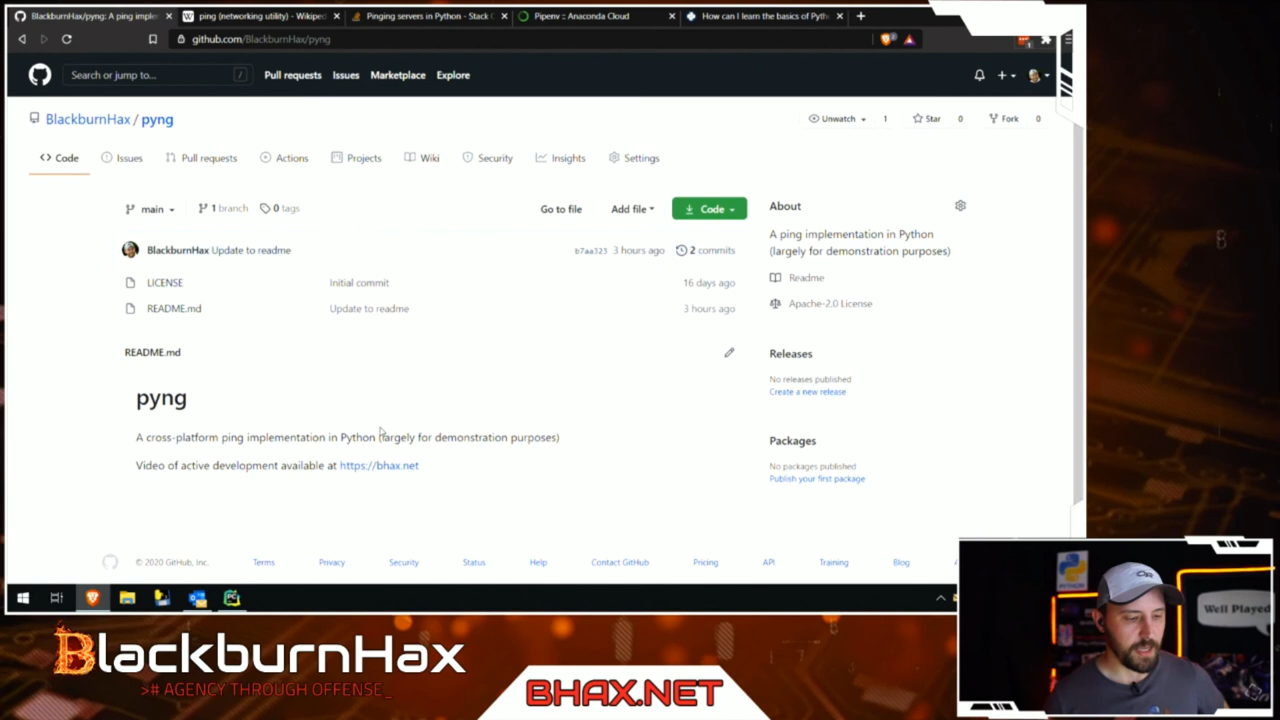 BlackburnHax/pyng: A ping imple
ping (networking utility) - Wikiped
Pinging servers in Python - Stack
Pipenv :: Anaconda Cloud
How can I learn the basics of Pyth
github.com/BlackburnHax/pyng
Search or jump to...
/
Pull requests
Issues
Marketplace
Explore
BlackburnHax / pyng
Unwatch 1
Star 0
Fork 0
<> Code
Issues
Pull requests
Actions
Projects
Wiki
Security
Insights
Settings
main
1 branch
0 tags
Go to file
Add file
Code
BlackburnHax Update to readme
b7aa323 3 hours ago
2 commits
LICENSE Initial commit 16 days ago
README.md Update to readme 3 hours ago
README.md
pyng
A cross-platform ping implementation in Python (largely for demonstration purposes)
Video of active development available at https://bhax.net
About
A ping implementation in Python
(largely for demonstration purposes)
Readme
Apache-2.0 License
Releases
No releases published
Create a new release
Packages
No packages published
Publish your first package
© 2020 GitHub, Inc.
Terms
Privacy
Security
Status
Help
Contact GitHub
Pricing
API
Training
Blog
PYTHON
Well Played
BlackburnHax
># AGENCY THROUGH OFFENSE_
BHAX.NET